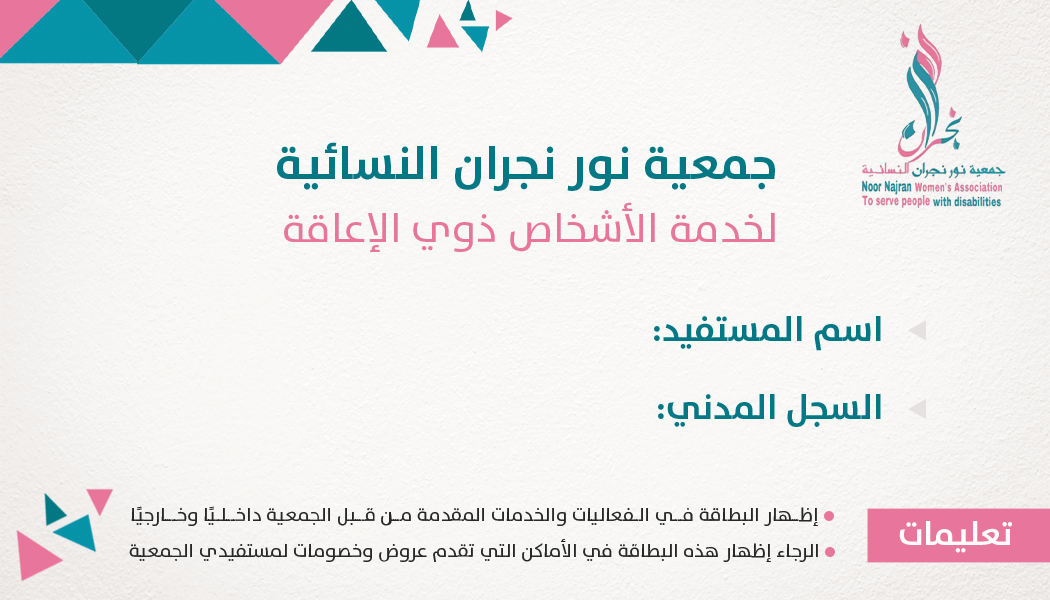 نجران
جمعية نور نجران النسائية
Noor Najran Women's Association
To serve people with disabilities
جمعية نور نجران النسائية
لخدمة الأشخاص ذوي الإعاقة
اسم المستفيد:
السجل المدني:
تعليمات
إظهار البطاقة في الفعاليات والخدمات المقدمة من قبل الجمعية داخليًا وخارجيًا
الرجاء إظهار هذه البطاقة في الأماكن التي تقدم عروض وخصومات لمستفيدي الجمعية